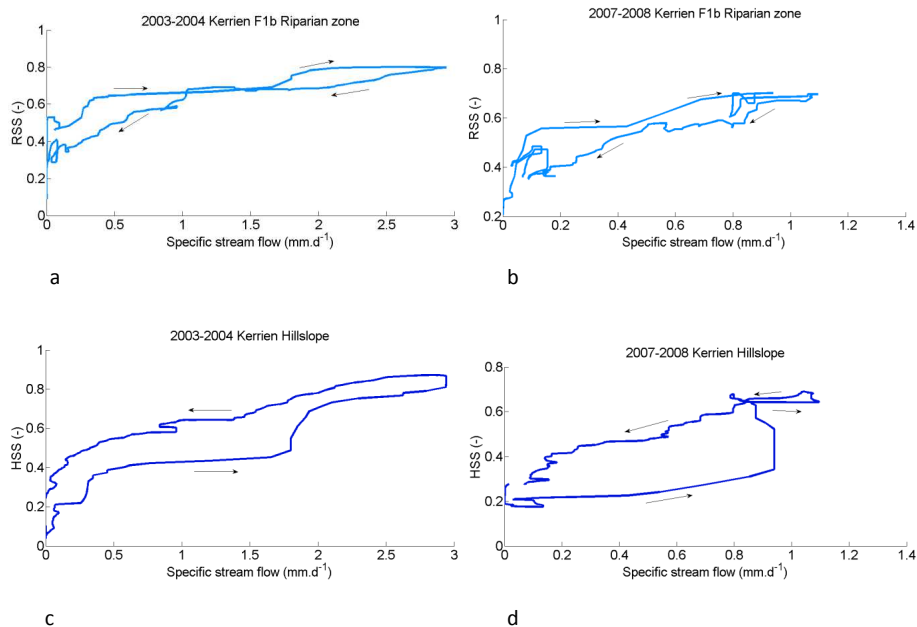 2003-2004 Kerrien F1b Riparian zone
1
0.8
0.6
0.4
0.2
0
RSS (-)
0 0.5 1 1.5 2 2.5 3
Specific stream flow (mm.d-1)
a
2007-2008 Kerrien F1b Riparian zone
1
0.8
0.6
0.4
0.2
RSS (-)
0 0.2 0.4 0.6 0.8 1 1.2 1.4
Specific stream flow (mm.d-1)
b
2003-2004 Kerrien Hillslope
1
0.8
0.6
0.4
0.2
0
HSS (-)
0 0.5 1 1.5 2 2.5 3
Specific stream flow (mm.d-1)
c
2007-2008 Kerrien Hillslope
1
0.8
0.6
0.4
0.2
0
HSS (-)
0 0.2 0.4 0.6 0.8 1 1.2 1.4
Specific stream flow (mm.d-1)
d